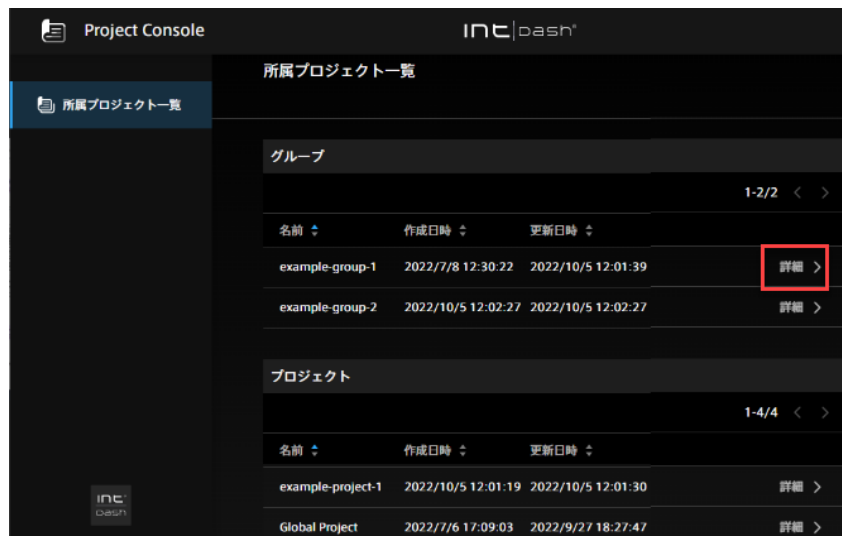 Project Console
int|dash®
所属プロジェクト一覧
所属プロジェクト一覧
グループ
1-2/2
名前 作成日時 更新日時
example-group-1 2022/7/8 12:30:22 2022/10/5 12:01:39 詳細
example-group-2 2022/10/5 12:02:27 2022/10/5 12:02:27 詳細
プロジェクト
1-4/4
名前 作成日時 更新日時
example-project-1 2022/10/5 12:01:19 2022/10/5 12:01:30 詳細
Global Project 2022/7/6 17:09:03 2022/9/27 18:27:47 詳細
int
dash